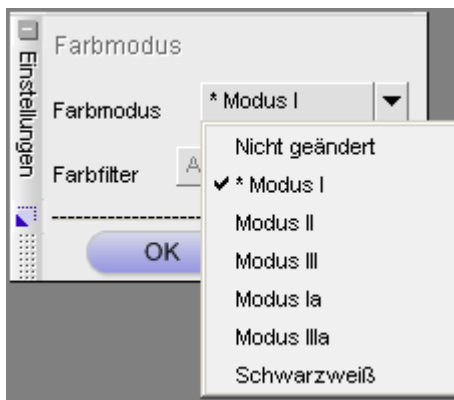 Einstellungen
Farbmodus
Farbmodus * Modus I
Farbfilter A
OK
Nicht geändert
* Modus I
Modus II
Modus III
Modus Ia
Modus IIIa
Schwarzweiß